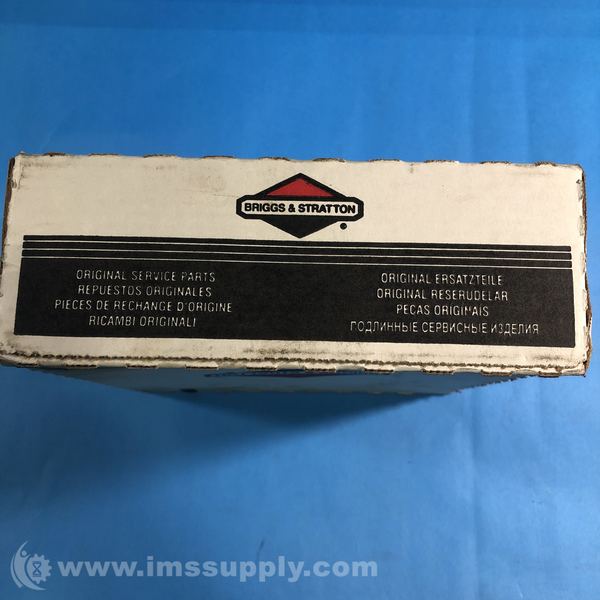 BRIGGS & STRATTON
®
ORIGINAL SERVICE PARTS
REPUESTOS ORIGINALES
PIECES DE RECHANGE D'ORIGINE
RICAMBI ORIGINALI
ORIGINAL ERSATZTEILE
ORIGINAL RESERUDELAR
PECAS ORIGINAIS
ПОДЛИННЫЕ СЕРВИСНЫЕ ИЗДЕЛИЯ
www.imssupply.com